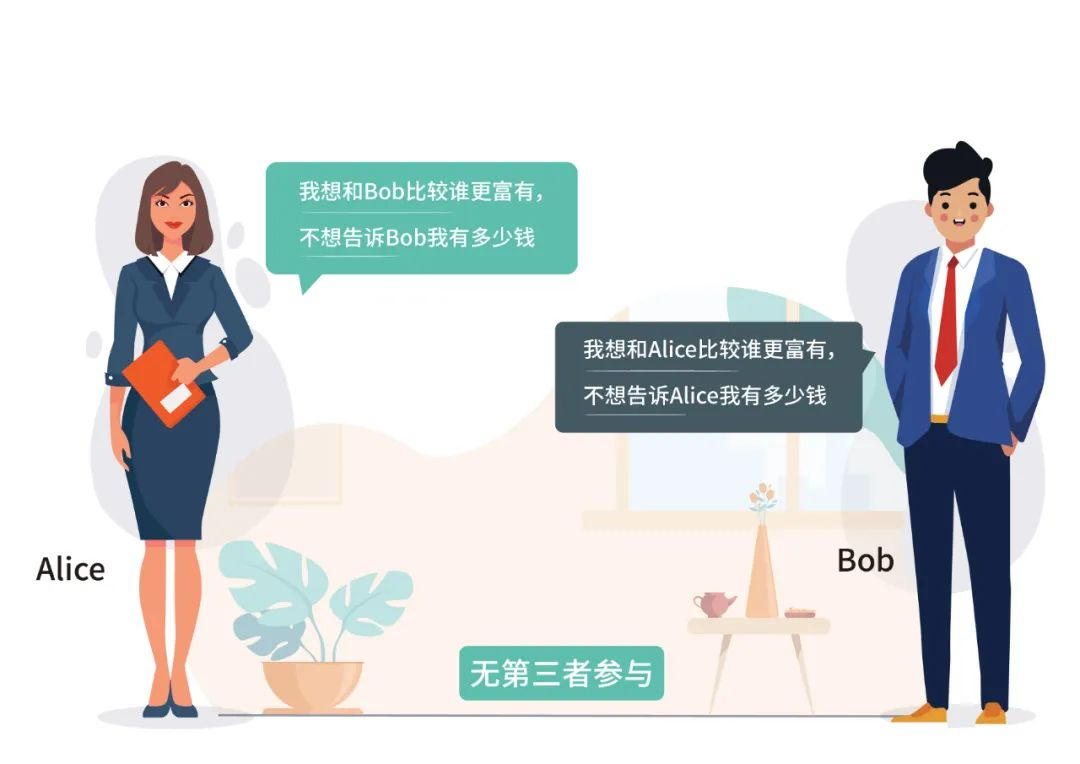 我想和Bob比较谁更富有，
不想告诉Bob我有多少钱
我想和Alice比较谁更富有，
不想告诉Alice我有多少钱
Alice
Bob
无第三者参与